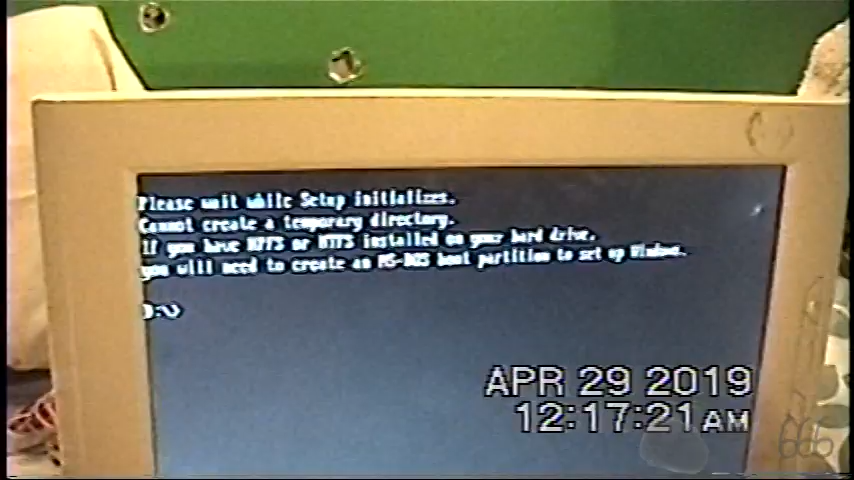 Please wait while Setup initializes.
Cannot create a temporary directory.
If you have HPFS or NTFS installed on your hard drive,
you will need to create an MS-DOS boot partition to set up Windows.
D:\>
APR 29 2019
12:17:21AM